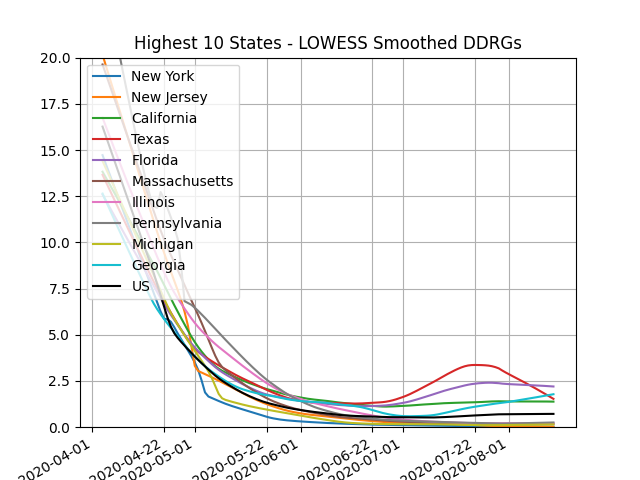 Highest 10 States - LOWESS Smoothed DDRGs
20.0
17.5
15.0
12.5
10.0
7.5
5.0
2.5
0.0
New York
New Jersey
California
Texas
Florida
Massachusetts
Illinois
Pennsylvania
Michigan
Georgia
US
2020-04-01
2020-04-22
2020-05-01
2020-05-22
2020-06-01
2020-06-22
2020-07-01
2020-07-22
2020-08-01